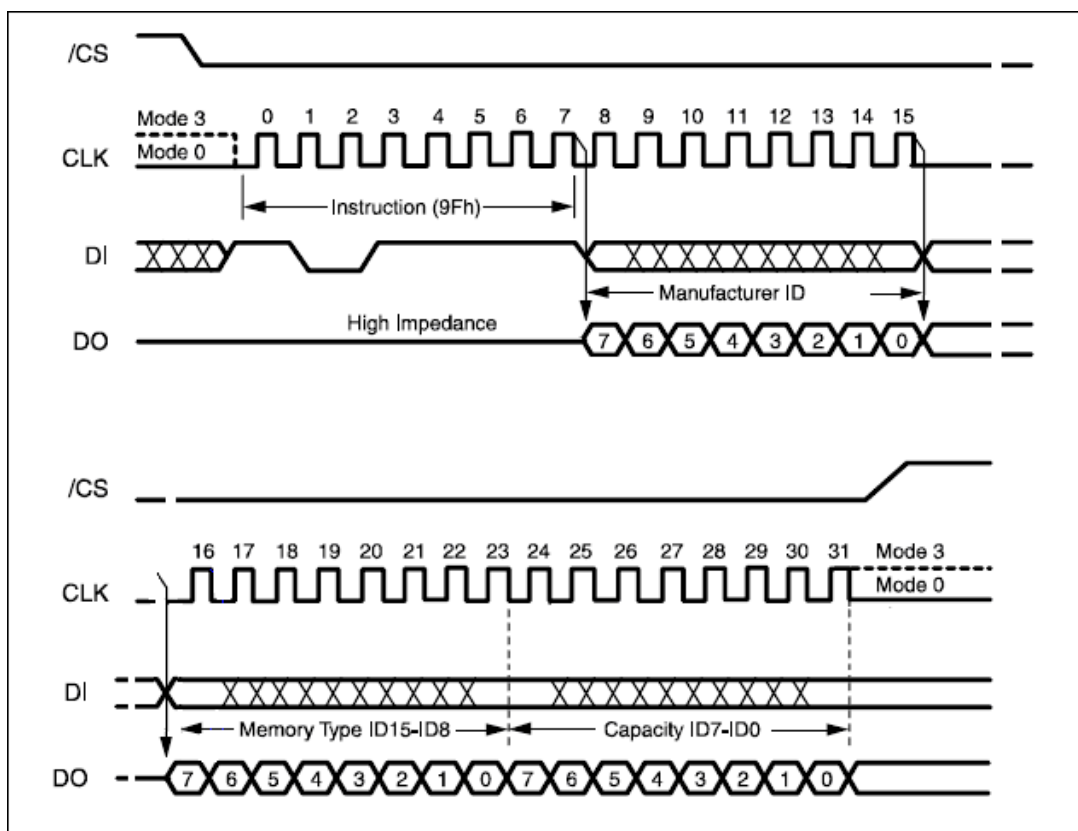 /CS
Mode 3
0 1 2 3 4 5 6 7 8 9 10 11 12 13 14 15
Mode 0
CLK
Instruction (9Fh)
DI
Manufacturer ID
High Impedance
DO
7 6 5 4 3 2 1 0
/CS
16 17 18 19 20 21 22 23 24 25 26 27 28 29 30 31
Mode 3
CLK
Mode 0
DI
Memory Type ID15-ID8
Capacity ID7-ID0
DO
7 6 5 4 3 2 1 0 7 6 5 4 3 2 1 0